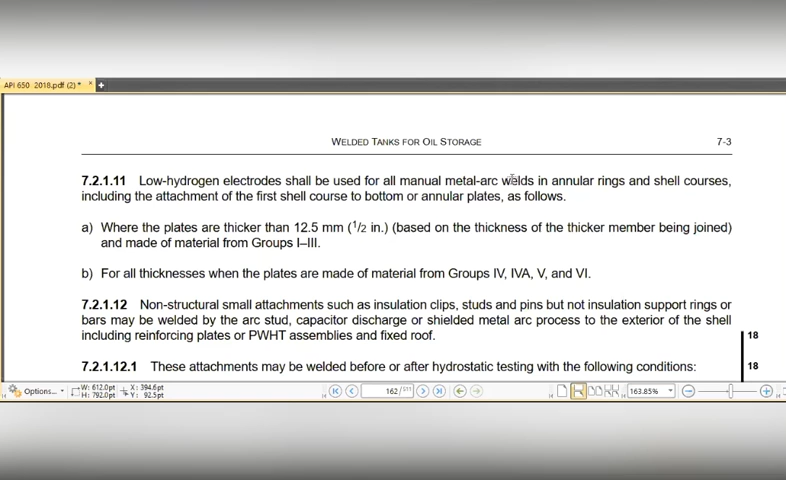 API 650 2018.pdf (2) *
WELDED TANKS FOR OIL STORAGE 7-3
7.2.1.11 Low-hydrogen electrodes shall be used for all manual metal-arc welds in annular rings and shell courses,
including the attachment of the first shell course to bottom or annular plates, as follows.
a) Where the plates are thicker than 12.5 mm (1/2 in.) (based on the thickness of the thicker member being joined)
and made of material from Groups I–III.
b) For all thicknesses when the plates are made of material from Groups IV, IVA, V, and VI.
7.2.1.12 Non-structural small attachments such as insulation clips, studs and pins but not insulation support rings or
bars may be welded by the arc stud, capacitor discharge or shielded metal arc process to the exterior of the shell
including reinforcing plates or PWHT assemblies and fixed roof. 18
7.2.1.12.1 These attachments may be welded before or after hydrostatic testing with the following conditions: 18
Options... W: 612.0pt X: 394.6pt 162 / 511 163.85%
H: 792.0pt Y: 92.5pt